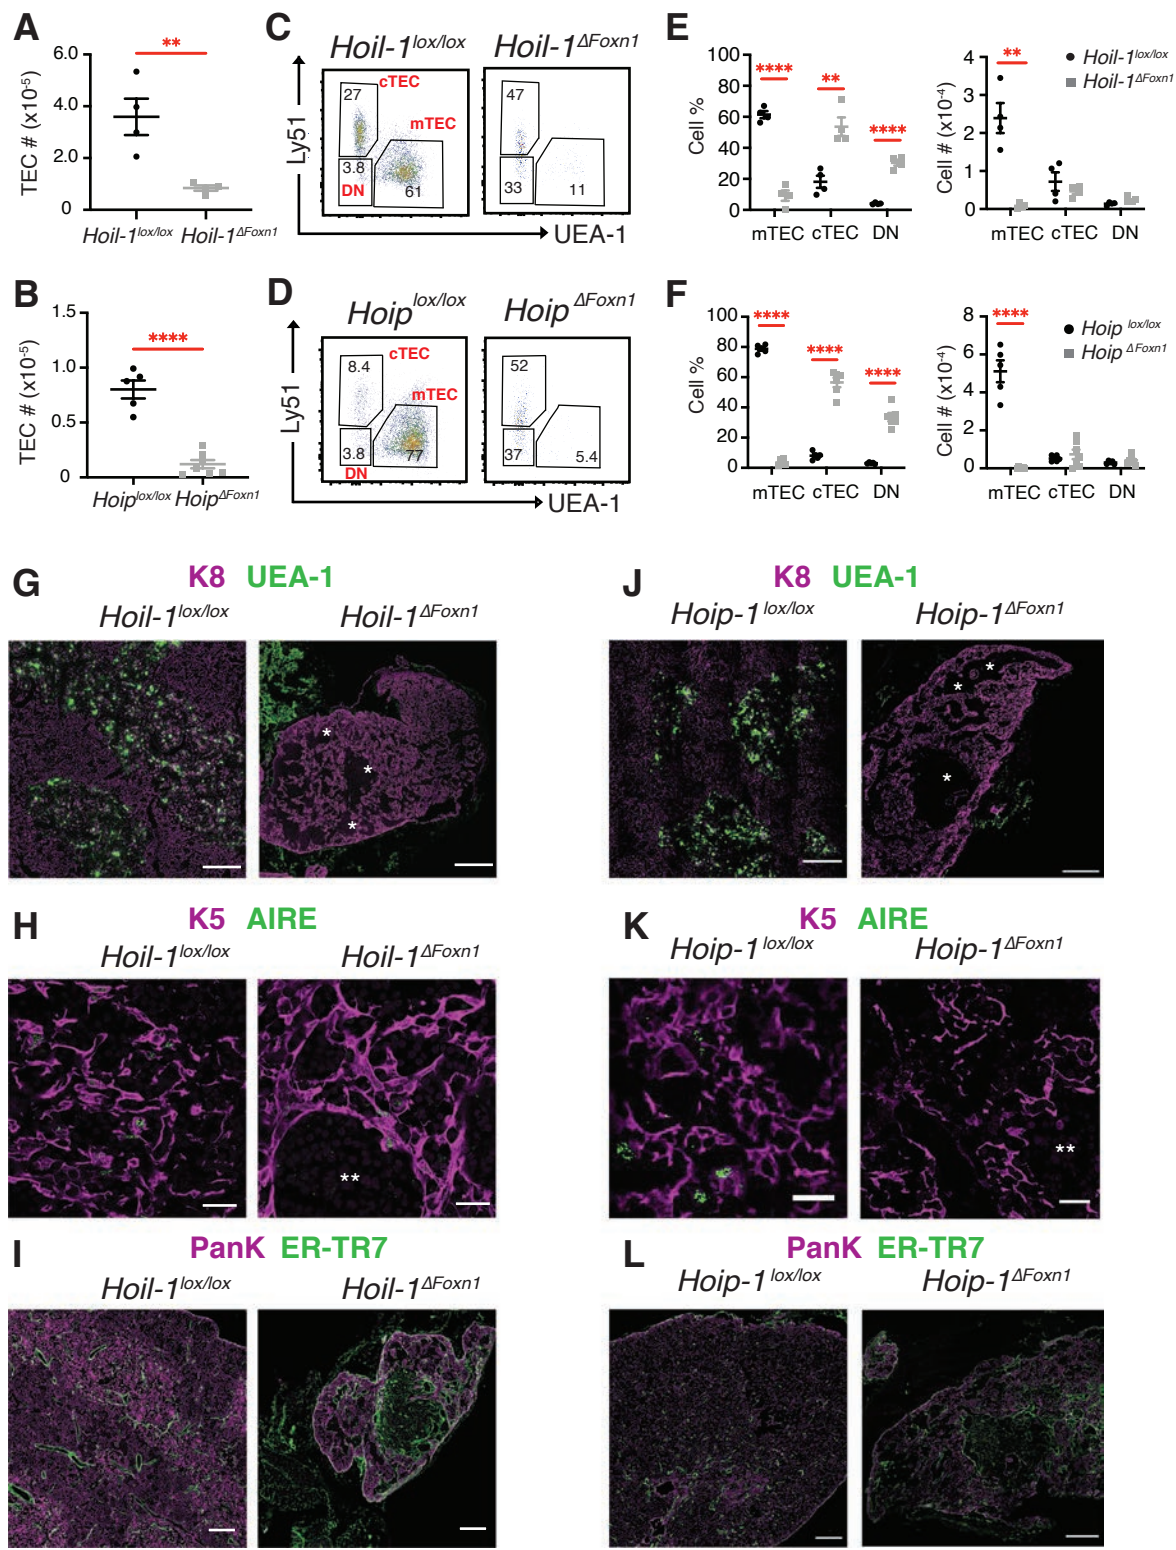 A
TEC # (x10-5)
6.0
4.0
2.0
0
**
Hoil-1lox/lox Hoil-1ΔFoxn1
C
Hoil-1lox/lox Hoil-1ΔFoxn1
Ly51
27
cTEC
mTEC
3.8
DN
61
47
33
11
UEA-1
E
Cell %
100
80
60
40
20
0
**** ** ****
mTEC cTEC DN
Cell # (x10-4)
4
3
2
1
0
**
mTEC cTEC DN
Hoil-1lox/lox
Hoil-1ΔFoxn1
B
TEC # (x10-5)
1.5
1.0
0.5
0
****
Hoiplox/lox HoipΔFoxn1
D
Hoiplox/lox Hoip ΔFoxn1
Ly51
8.4
cTEC
mTEC
3.8
DN
77
52
37
5.4
UEA-1
F
Cell %
100
80
60
40
20
0
**** **** ****
mTEC cTEC DN
Cell # (x10-4)
8
6
4
2
0
****
mTEC cTEC DN
Hoip lox/lox
Hoip ΔFoxn1
G
K8 UEA-1
Hoil-1lox/lox Hoil-1ΔFoxn1
*
*
*
J
K8 UEA-1
Hoip-1lox/lox Hoip-1ΔFoxn1
*
*
*
H
K5 AIRE
Hoil-1lox/lox Hoil-1ΔFoxn1
**
K
K5 AIRE
Hoip-1lox/lox Hoip-1ΔFoxn1
**
I
PanK ER-TR7
Hoil-1lox/lox Hoil-1ΔFoxn1
L
PanK ER-TR7
Hoip-1lox/lox Hoip-1ΔFoxn1